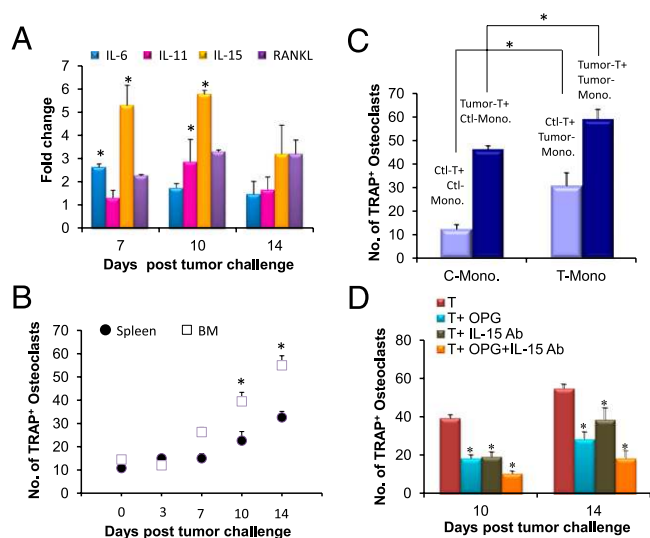 A
IL-6 IL-11 IL-15 RANKL
Fold change
7
6
5
4
3
2
1
0
* * * *
7 10 14
Days post tumor challenge
B
Spleen BM
No. of TRAP+ Osteoclasts
70
60
50
40
30
20
10
0
* *
0 3 7 10 14
Days post tumor challenge
C
*
*
No. of TRAP+ Osteoclasts
70
60
50
40
30
20
10
0
Ctl-T+
Ctl-
Mono.
Tumor-T+
Ctl-Mono.
Ctl-T+
Tumor-
Mono.
Tumor-T+
Tumor-
Mono.
C-Mono. T-Mono
D
T
T+ OPG
T+ IL-15 Ab
T+ OPG+IL-15 Ab
No. of TRAP+ Osteoclasts
80
60
40
20
0
* * * * * *
10 14
Days post tumor challenge